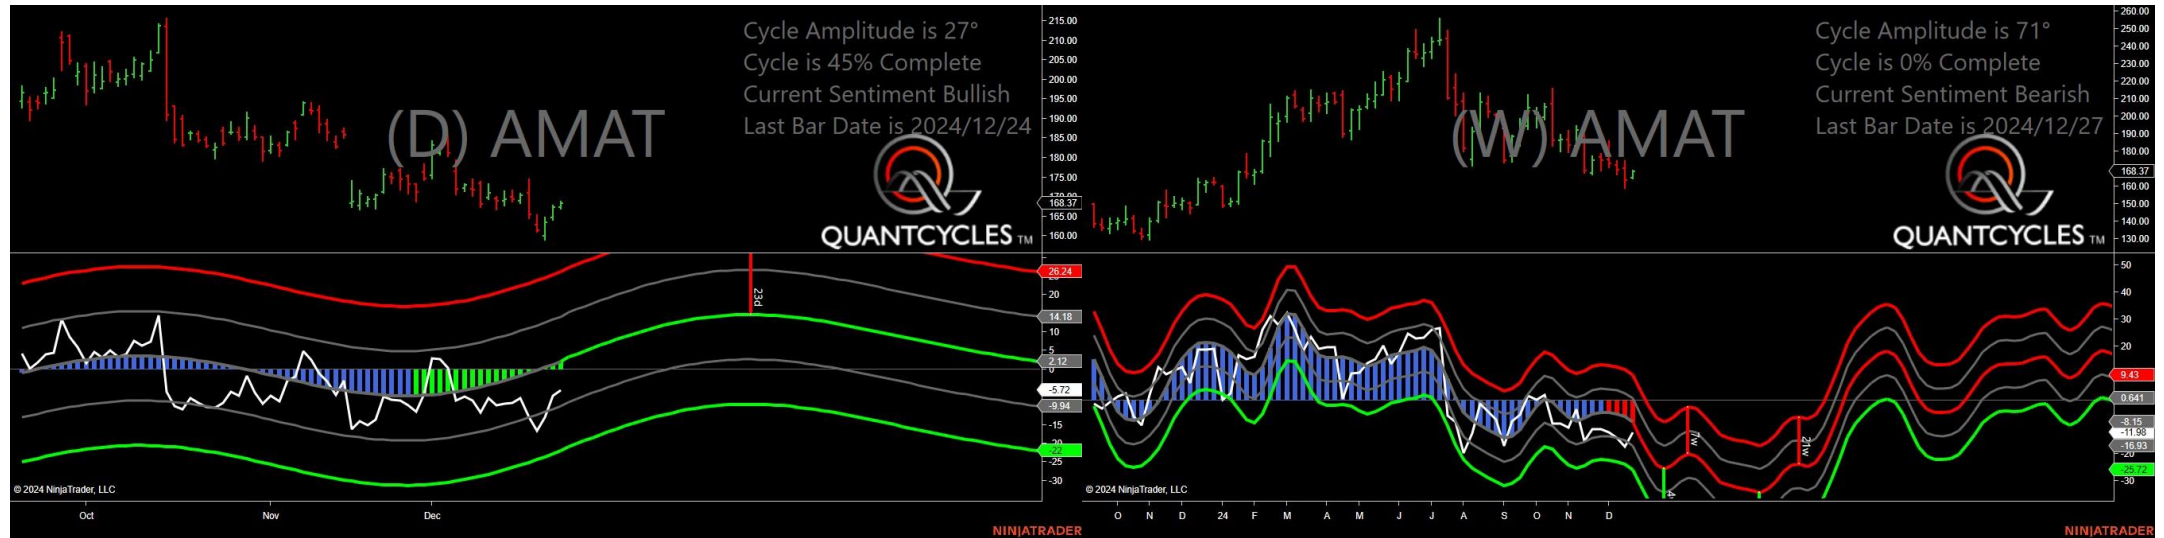 Cycle Amplitude is 27°
Cycle is 45% Complete
Current Sentiment Bullish
Last Bar Date is 2024/12/24
(D) AMAT
QUANTCYCLES TM
215.00
210.00
205.00
200.00
195.00
190.00
185.00
180.00
175.00
170.00
168.37
165.00
160.00
23d
26.24
20
14.18
10
5
2.12
0
-5.72
-9.94
-15
-20
-22
-25
-30
© 2024 NinjaTrader, LLC
Oct Nov Dec
NINJATRADER
Cycle Amplitude is 71°
Cycle is 0% Complete
Current Sentiment Bearish
Last Bar Date is 2024/12/27
(W) AMAT
QUANTCYCLES TM
260.00
250.00
240.00
230.00
220.00
210.00
200.00
190.00
180.00
168.37
160.00
150.00
140.00
130.00
7w
21w
50
40
30
20
9.43
0.641
-8.15
-11.98
-16.93
-20
-25.72
-30
© 2024 NinjaTrader, LLC
O N D 24 F M A M J J A S O N D
NINJATRADER